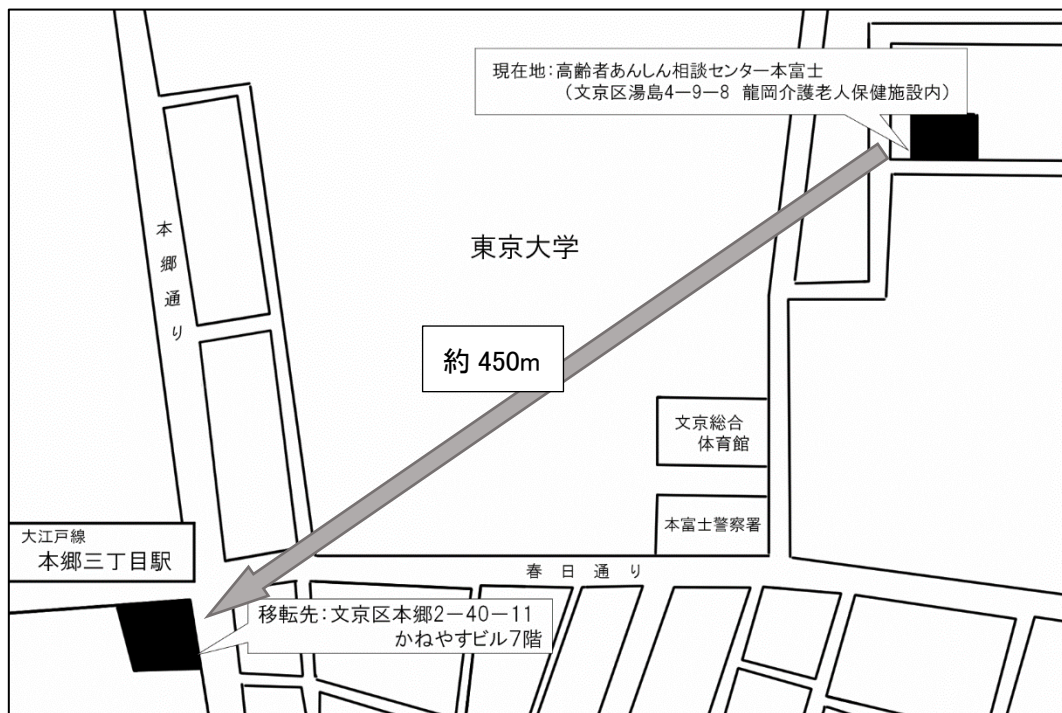 現在地：高齢者あんしん相談センター本富士
（文京区湯島4－9－8　龍岡介護老人保健施設内）
本郷通り
東京大学
約 450m
文京総合
体育館
本富士警察署
大江戸線
本郷三丁目駅
春日通り
移転先：文京区本郷2－40－11
かねやすビル7階